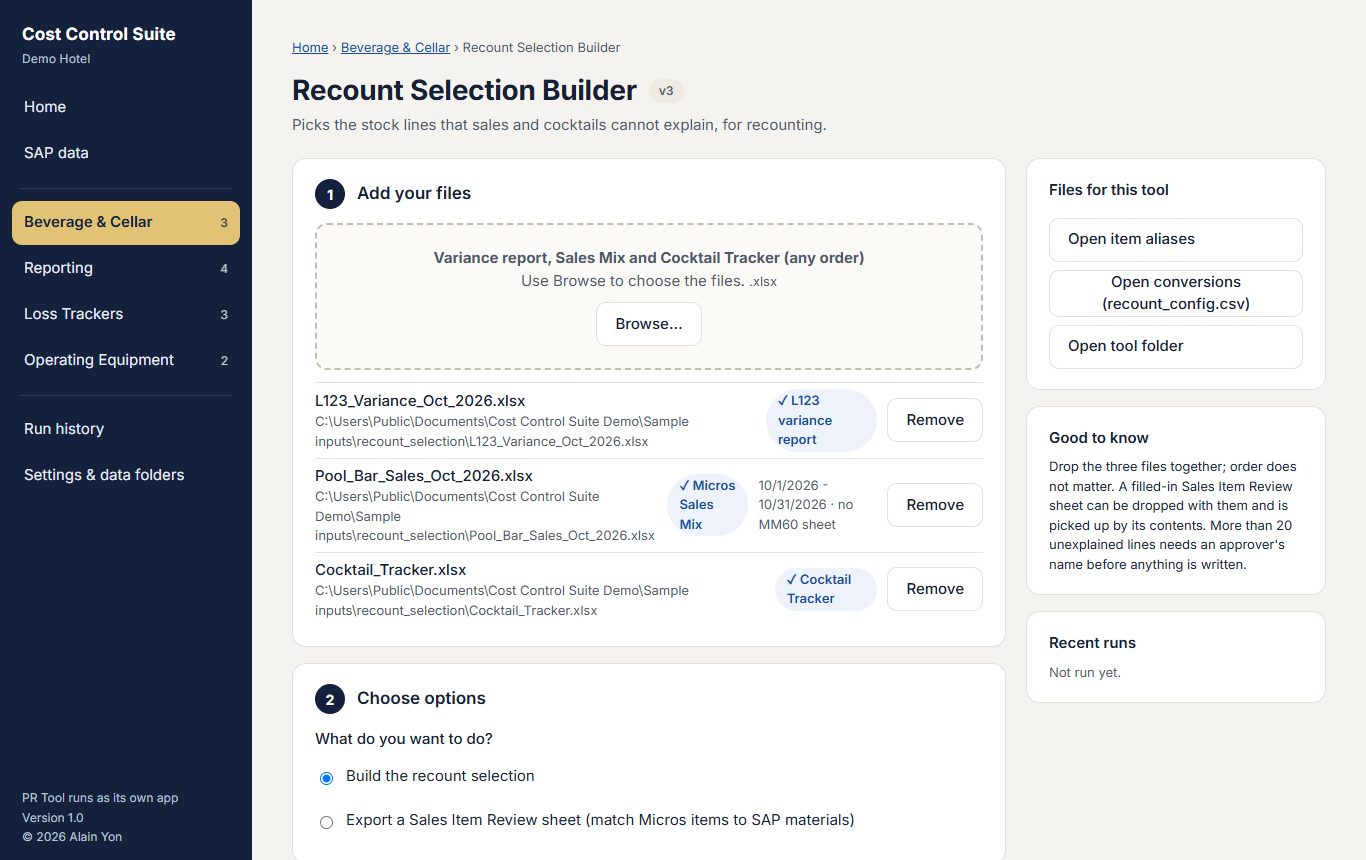 Cost Control Suite
Demo Hotel
Home
SAP data
Beverage & Cellar 3
Reporting 4
Loss Trackers 3
Operating Equipment 2
Run history
Settings & data folders
PR Tool runs as its own app
Version 1.0
© 2026 Alain Yon
Home › Beverage & Cellar › Recount Selection Builder
Recount Selection Builder v3
Picks the stock lines that sales and cocktails cannot explain, for recounting.
1 Add your files
Variance report, Sales Mix and Cocktail Tracker (any order)
Use Browse to choose the files. .xlsx
Browse...
L123_Variance_Oct_2026.xlsx
C:\Users\Public\Documents\Cost Control Suite Demo\Sample
inputs\recount_selection\L123_Variance_Oct_2026.xlsx
✓ L123
variance
report
Remove
Pool_Bar_Sales_Oct_2026.xlsx
C:\Users\Public\Documents\Cost Control Suite
Demo\Sample
inputs\recount_selection\Pool_Bar_Sales_Oct_2026.xlsx
✓ Micros
Sales
Mix
10/1/2026 -
10/31/2026 · no
MM60 sheet
Remove
Cocktail_Tracker.xlsx
C:\Users\Public\Documents\Cost Control Suite Demo\Sample
inputs\recount_selection\Cocktail_Tracker.xlsx
✓ Cocktail
Tracker
Remove
2 Choose options
What do you want to do?
Build the recount selection
Export a Sales Item Review sheet (match Micros items to SAP materials)
Files for this tool
Open item aliases
Open conversions
(recount_config.csv)
Open tool folder
Good to know
Drop the three files together; order does
not matter. A filled-in Sales Item Review
sheet can be dropped with them and is
picked up by its contents. More than 20
unexplained lines needs an approver's
name before anything is written.
Recent runs
Not run yet.